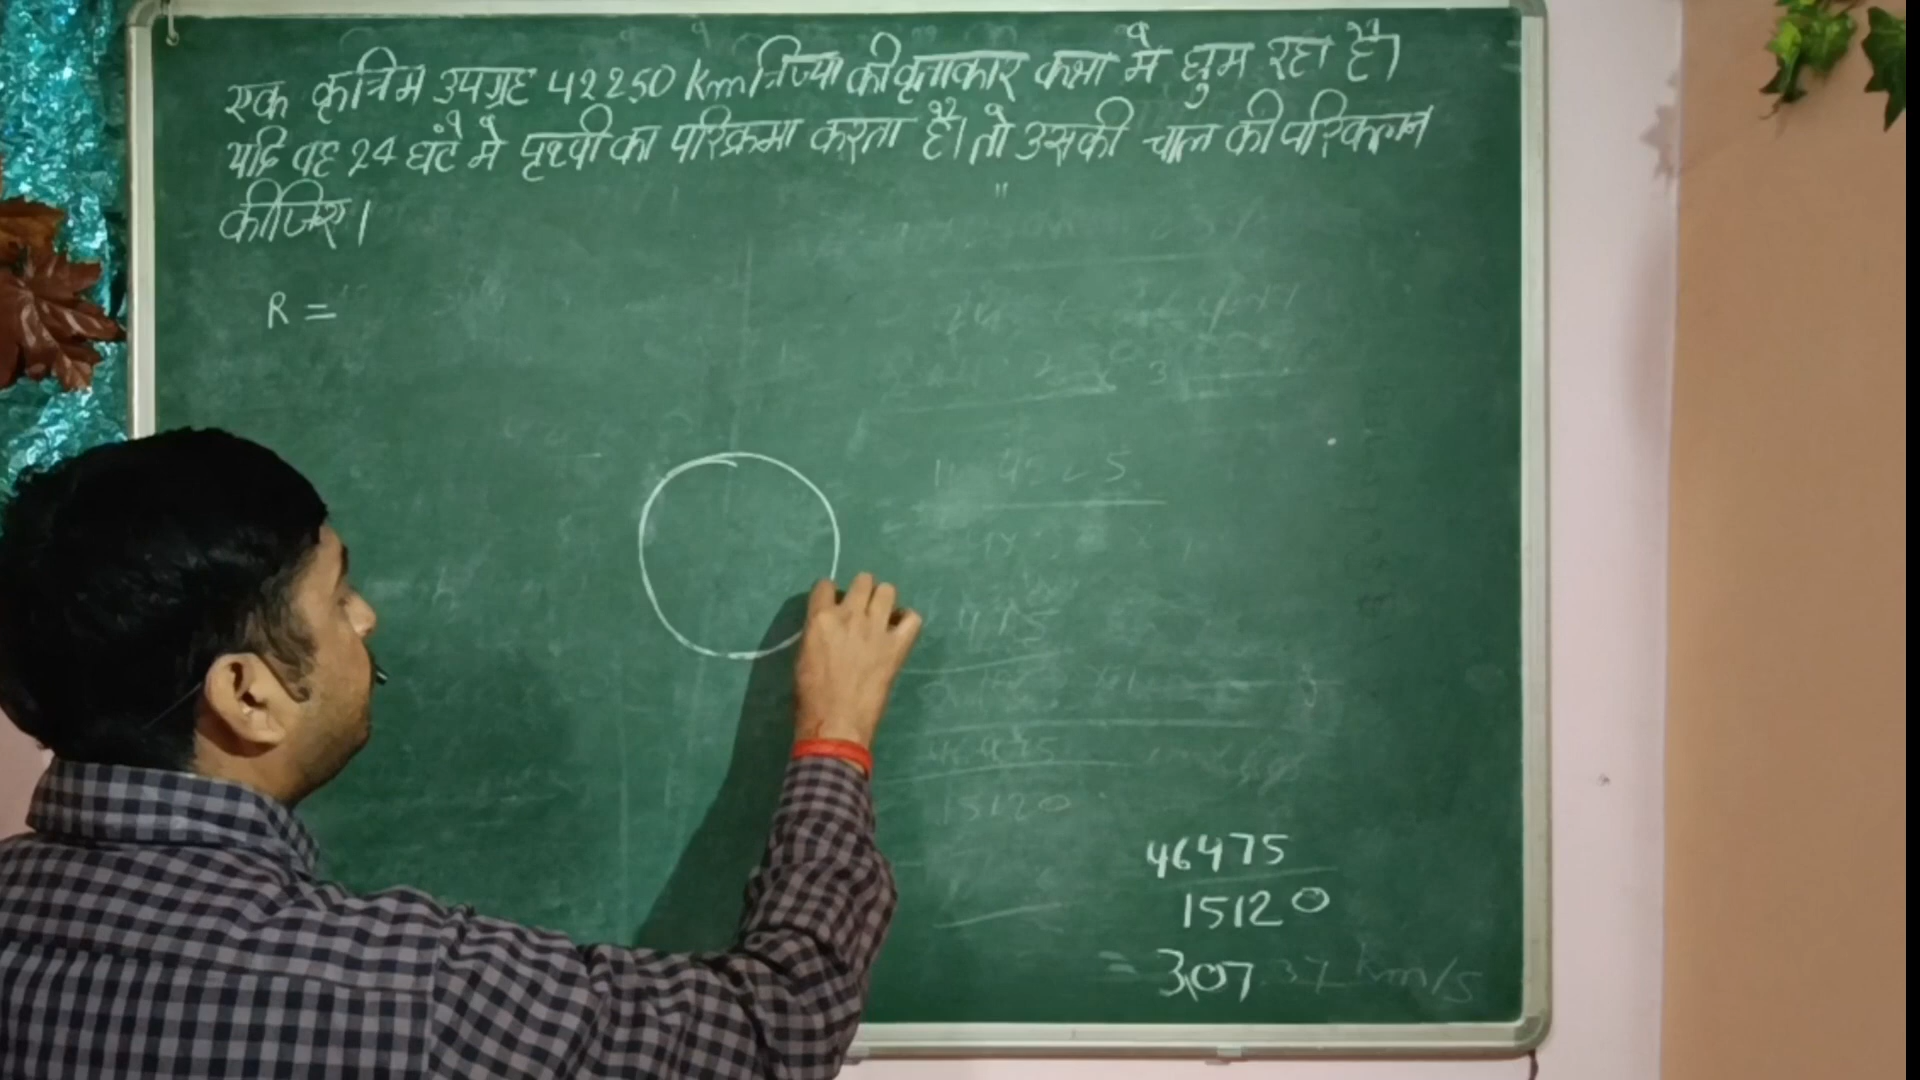 एक कृत्रिम उपग्रह 42250 km त्रिज्या की वृत्ताकार कक्षा मे घुम रहा है।
यदि वह 24 घंटे मे पृथ्वी का परिक्रमा करता है। तो उसकी चाल की परिकलन
कीजिए।
R =
46475
15120
= 3.07 37 km/s